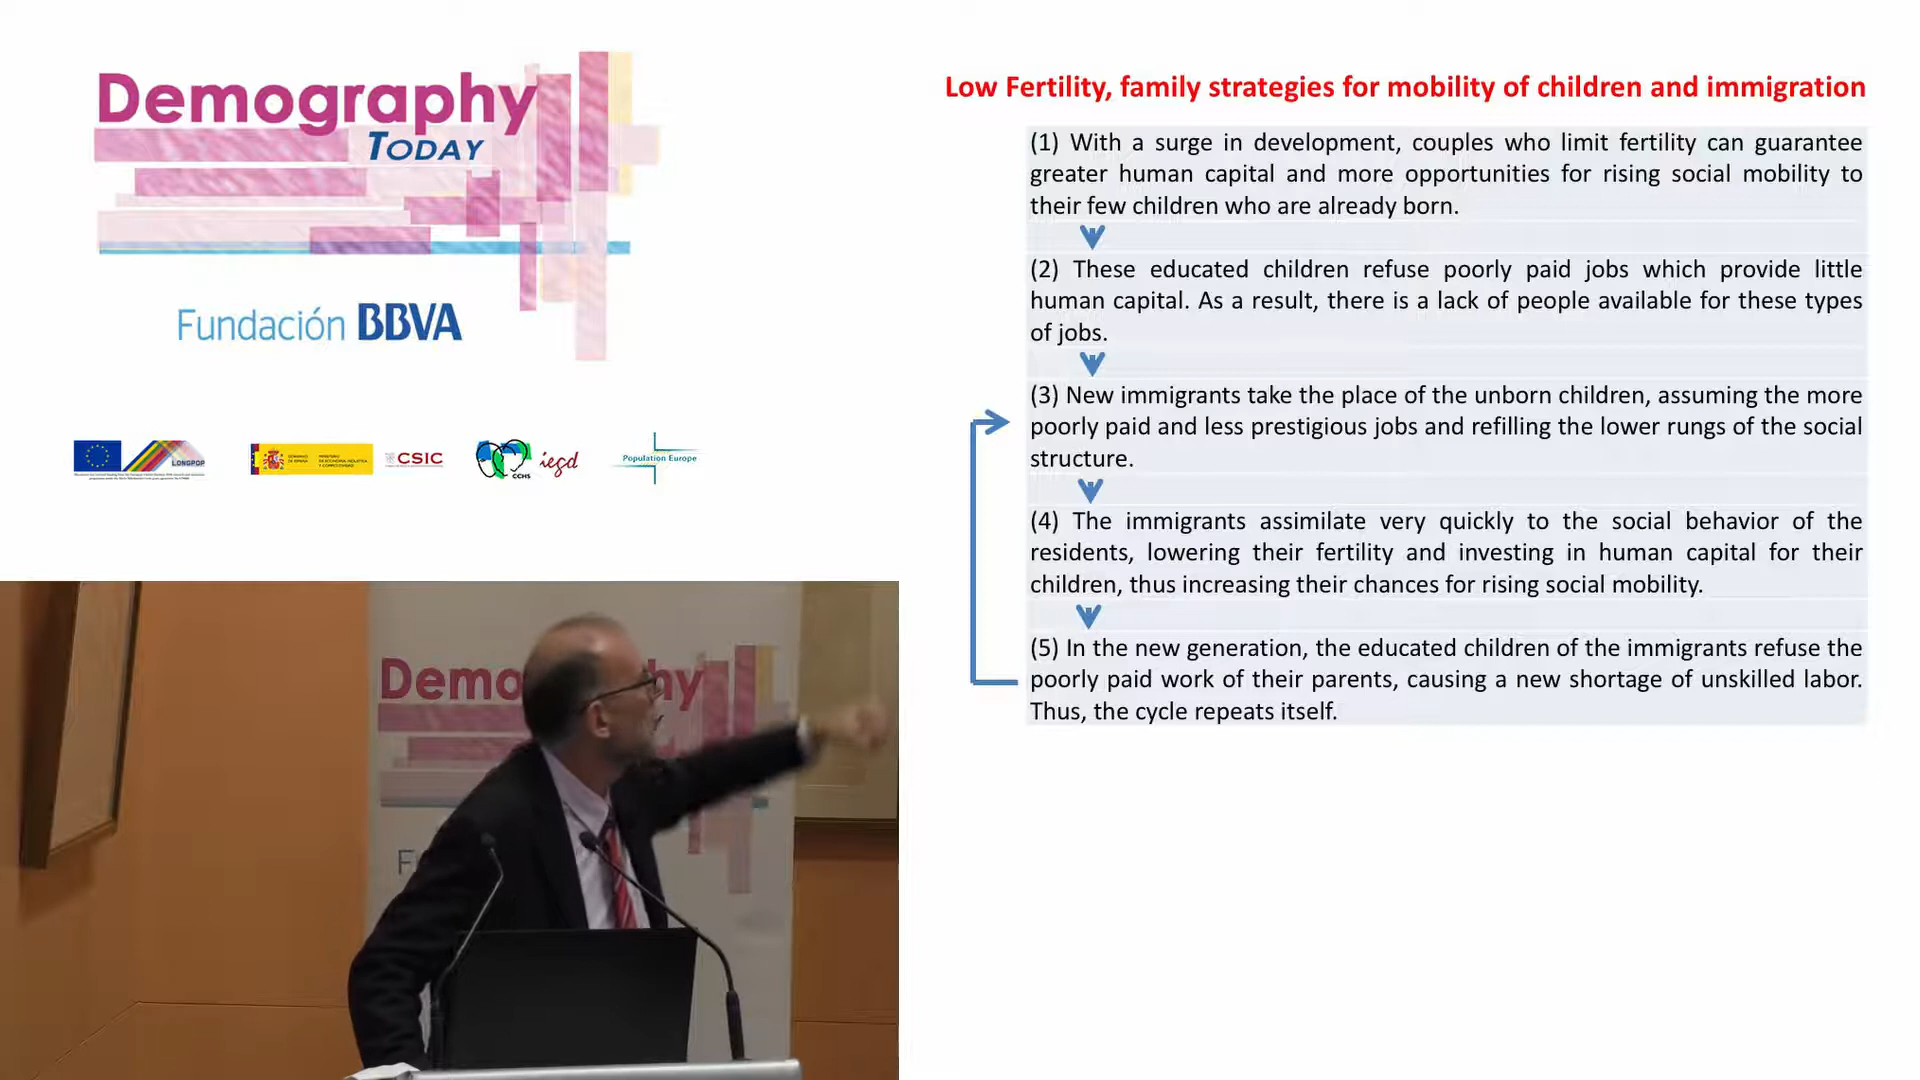 Demography
TODAY
Fundación BBVA
LONGPOP
CSIC
CCHS
iegd
Population Europe
Low Fertility, family strategies for mobility of children and immigration
(1) With a surge in development, couples who limit fertility can guarantee
greater human capital and more opportunities for rising social mobility to
their few children who are already born.
(2) These educated children refuse poorly paid jobs which provide little
human capital. As a result, there is a lack of people available for these types
of jobs.
(3) New immigrants take the place of the unborn children, assuming the more
poorly paid and less prestigious jobs and refilling the lower rungs of the social
structure.
(4) The immigrants assimilate very quickly to the social behavior of the
residents, lowering their fertility and investing in human capital for their
children, thus increasing their chances for rising social mobility.
(5) In the new generation, the educated children of the immigrants refuse the
poorly paid work of their parents, causing a new shortage of unskilled labor.
Thus, the cycle repeats itself.
Demo
hy
F